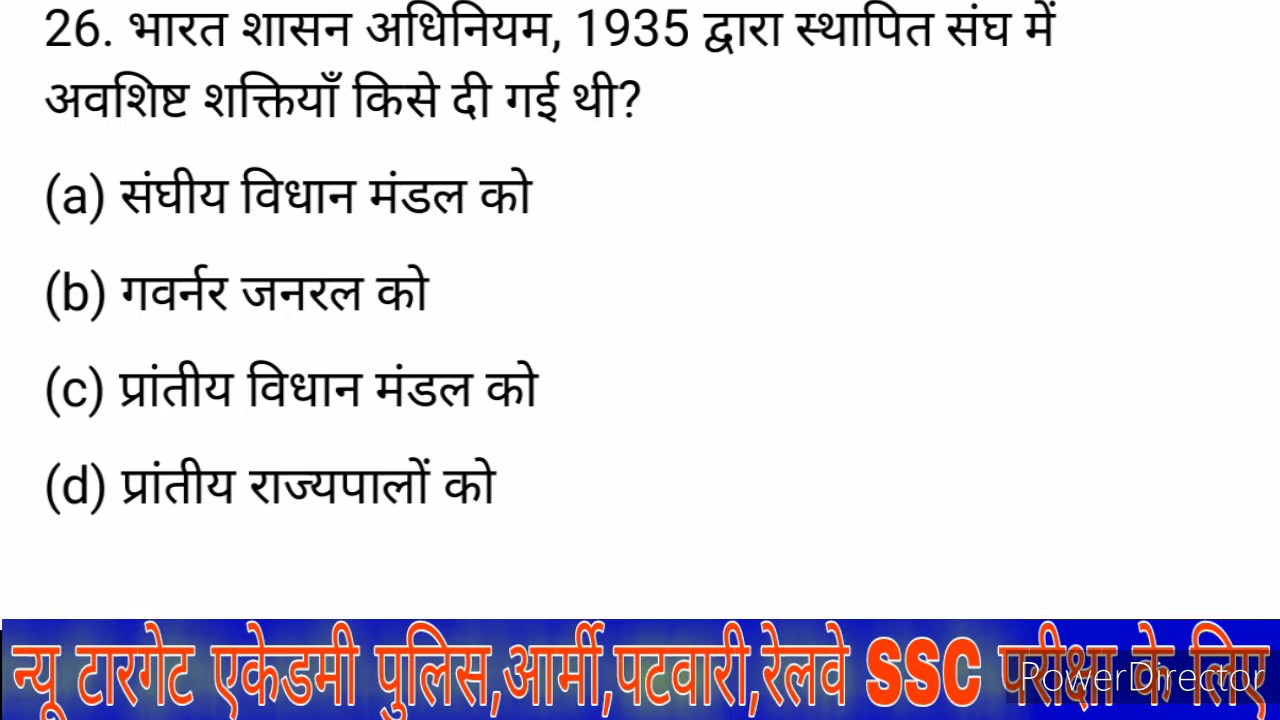 26. भारत शासन अधिनियम, 1935 द्वारा स्थापित संघ में
अवशिष्ट शक्तियाँ किसे दी गई थी?
(a) संघीय विधान मंडल को
(b) गवर्नर जनरल को
(c) प्रांतीय विधान मंडल को
(d) प्रांतीय राज्यपालों को
न्यू टारगेट एकेडमी पुलिस,आर्मी,पटवारी,रेलवे SSC परीक्षा के लिए
PowerDirector